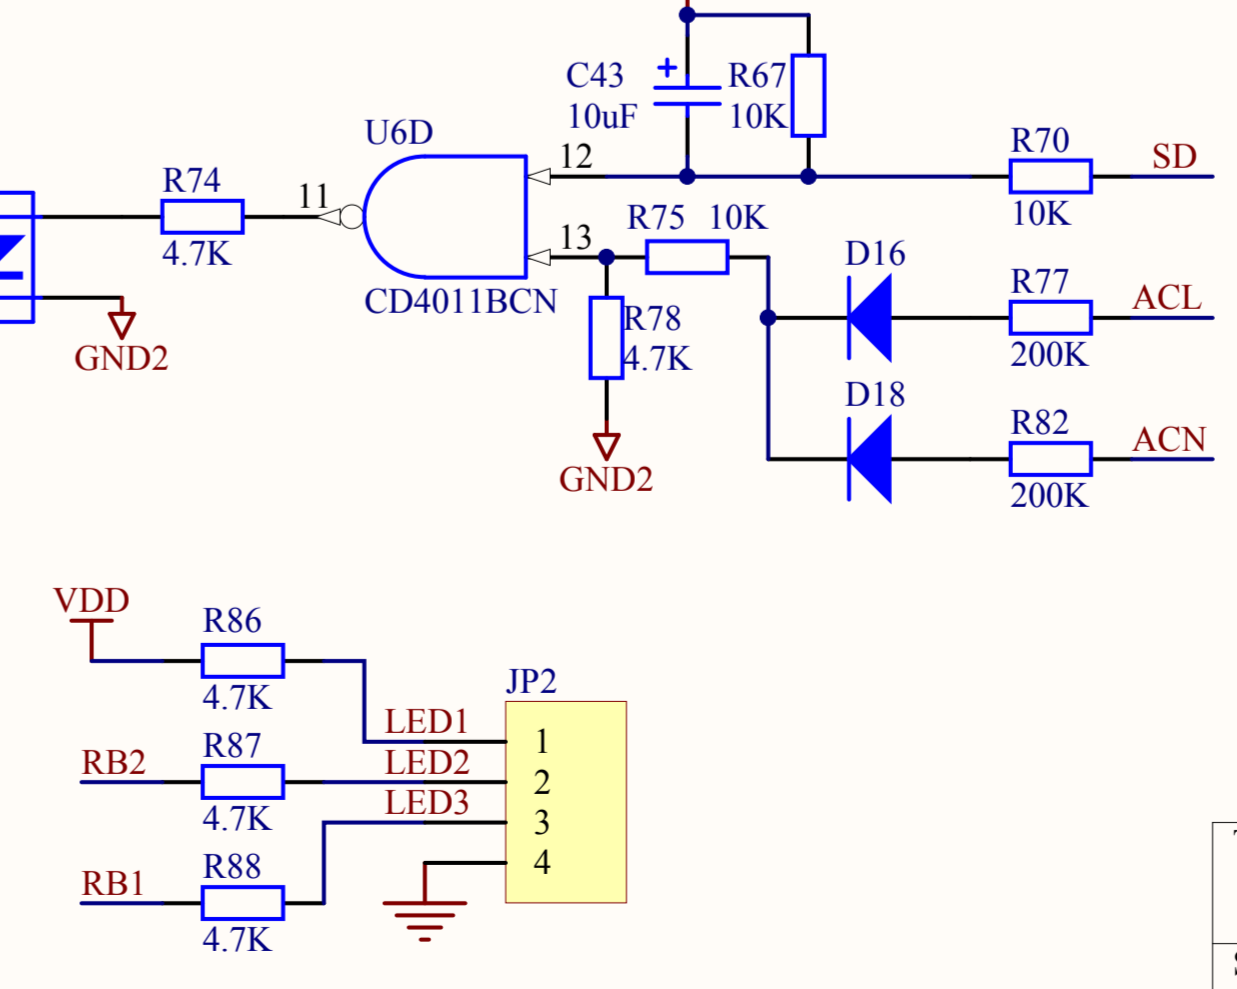 C43
10uF
R67
10K
U6D
12
R70
10K
SD
R74
4.7K
11
13
R75 10K
CD4011BCN
R78
4.7K
D16
R77
200K
ACL
GND2
D18
R82
200K
ACN
GND2
VDD
R86
4.7K
JP2
LED1
1
RB2
R87
4.7K
LED2
2
LED3
3
RB1
R88
4.7K
4